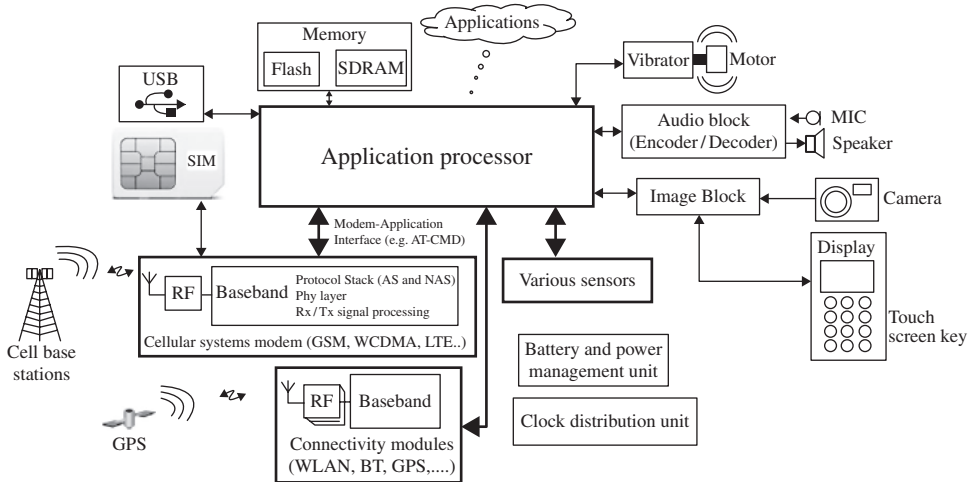 Applications
Memory
Flash
SDRAM
Vibrator
Motor
USB
SIM
Application processor
Audio block
(Encoder/Decoder)
MIC
Speaker
Image Block
Camera
Modem-Application
Interface (e.g. AT-CMD)
Display
Touch
screen key
RF
Baseband
Protocol Stack (AS and NAS)
Phy layer
Rx/Tx signal processing
Cellular systems modem (GSM, WCDMA, LTE..)
Various sensors
Cell base
stations
Battery and power
management unit
Clock distribution unit
GPS
RF
Baseband
Connectivity modules
(WLAN, BT, GPS,....)